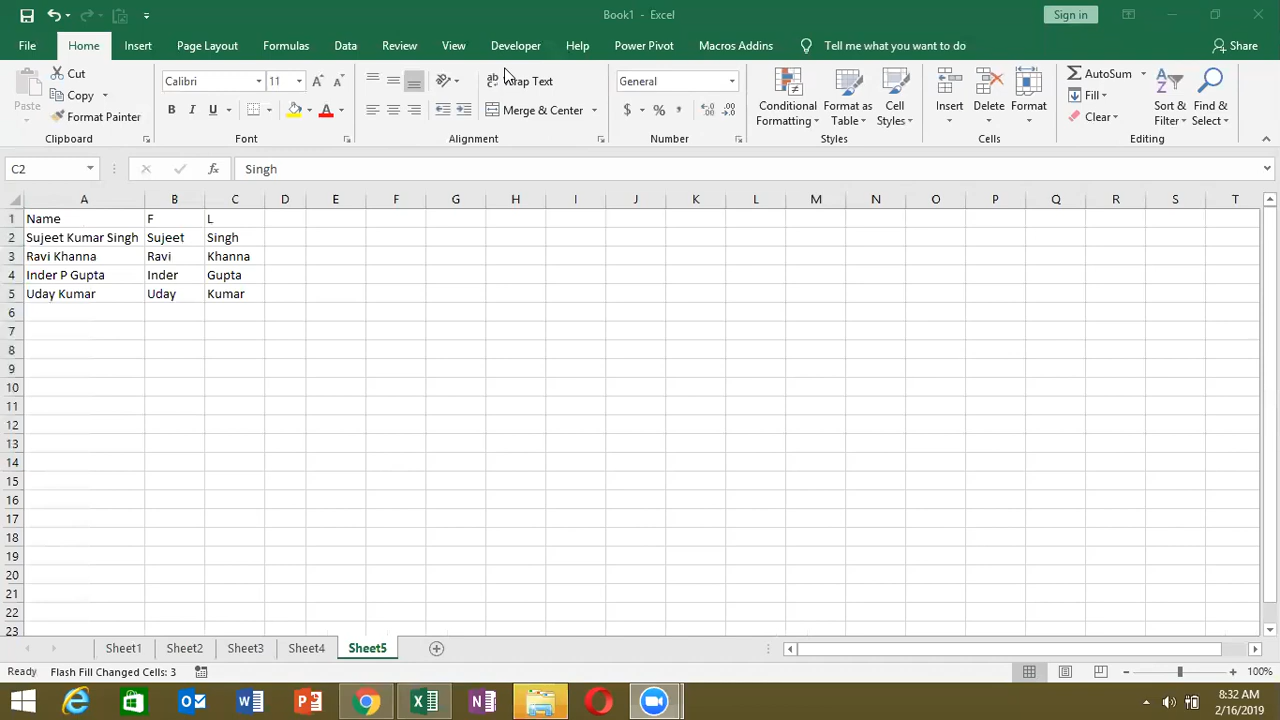 Book1 - Excel
Sign in
File Home Insert Page Layout Formulas Data Review View Developer Help Power Pivot Macros Addins Tell me what you want to do Share
Paste
Cut
Copy
Format Painter
Clipboard
Calibri 11
B I U
Font
Wrap Text
Merge & Center
Alignment
General
$ % ,
Number
Conditional Formatting
Format as Table
Cell Styles
Styles
Insert Delete Format
Cells
AutoSum
Fill
Clear
Sort & Filter
Find & Select
Editing
C2 fx Singh
A B C D E F G H I J K L M N O P Q R S T
1 Name F L
2 Sujeet Kumar Singh Sujeet Singh
3 Ravi Khanna Ravi Khanna
4 Inder P Gupta Inder Gupta
5 Uday Kumar Uday Kumar
6
7
8
9
10
11
12
13
14
15
16
17
18
19
20
21
22
23
Sheet1 Sheet2 Sheet3 Sheet4 Sheet5
Ready Flash Fill Changed Cells: 3 100%
8:32 AM
2/16/2019